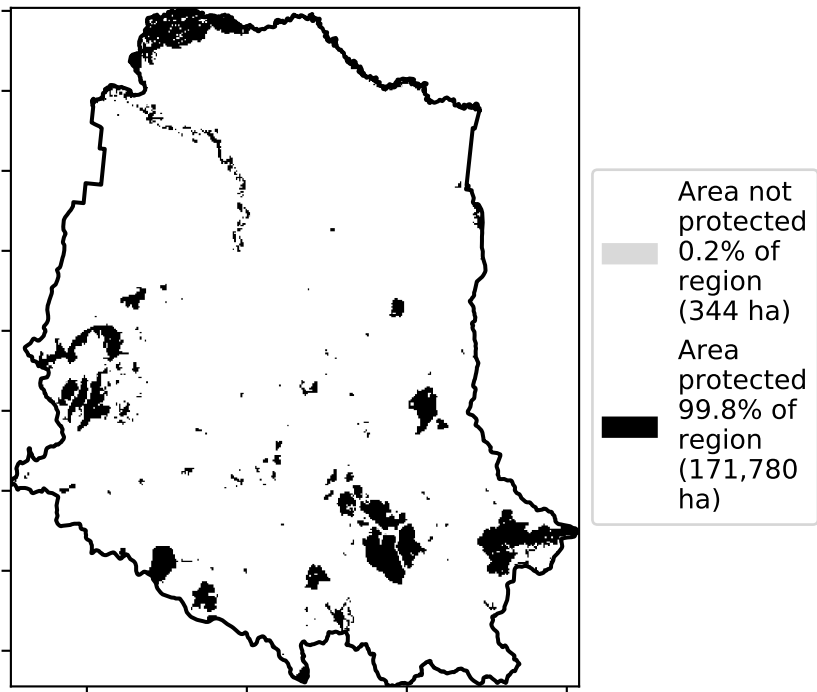 Area not
protected
0.2% of
region
(344 ha)
Area
protected
99.8% of
region
(171,780
ha)